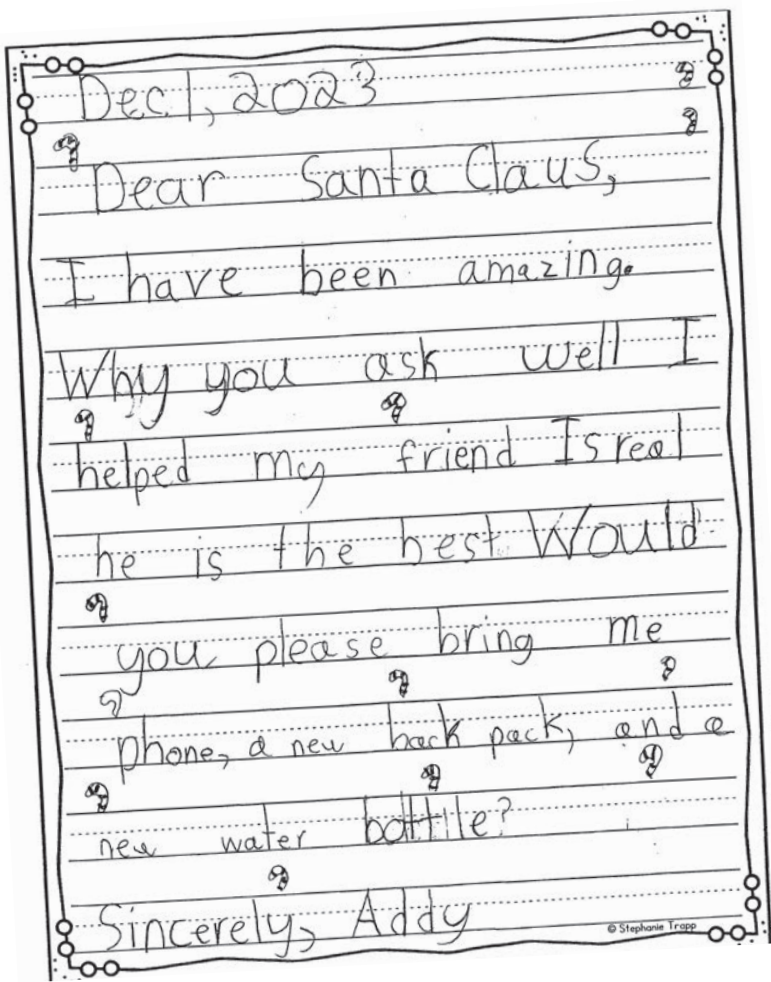 Dec. 1, 2023
Dear Santa Claus,
I have been amazing.
Why you ask well I
helped my friend Isreal
he is the best Would
you please bring me
phone, a new back pack, and a
new water bottle?
Sincerely, Addy
© Stephanie Trapp